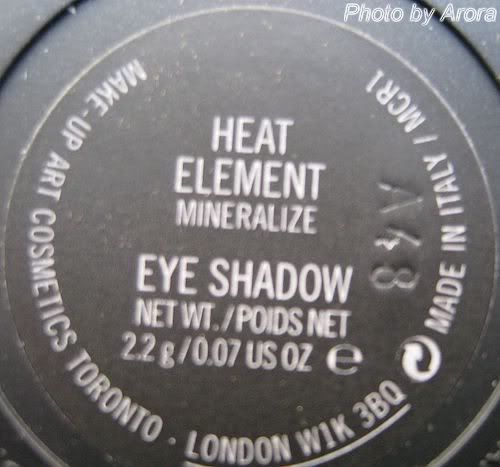 Photo by Arora
HEAT
ELEMENT
MINERALIZE
EYE SHADOW
NET WT./POIDS NET
2.2 g/0.07 US OZ e
MAKE-UP ART COSMETICS TORONTO · LONDON W1K 3BQ
MADE IN ITALY / MCR1
A48